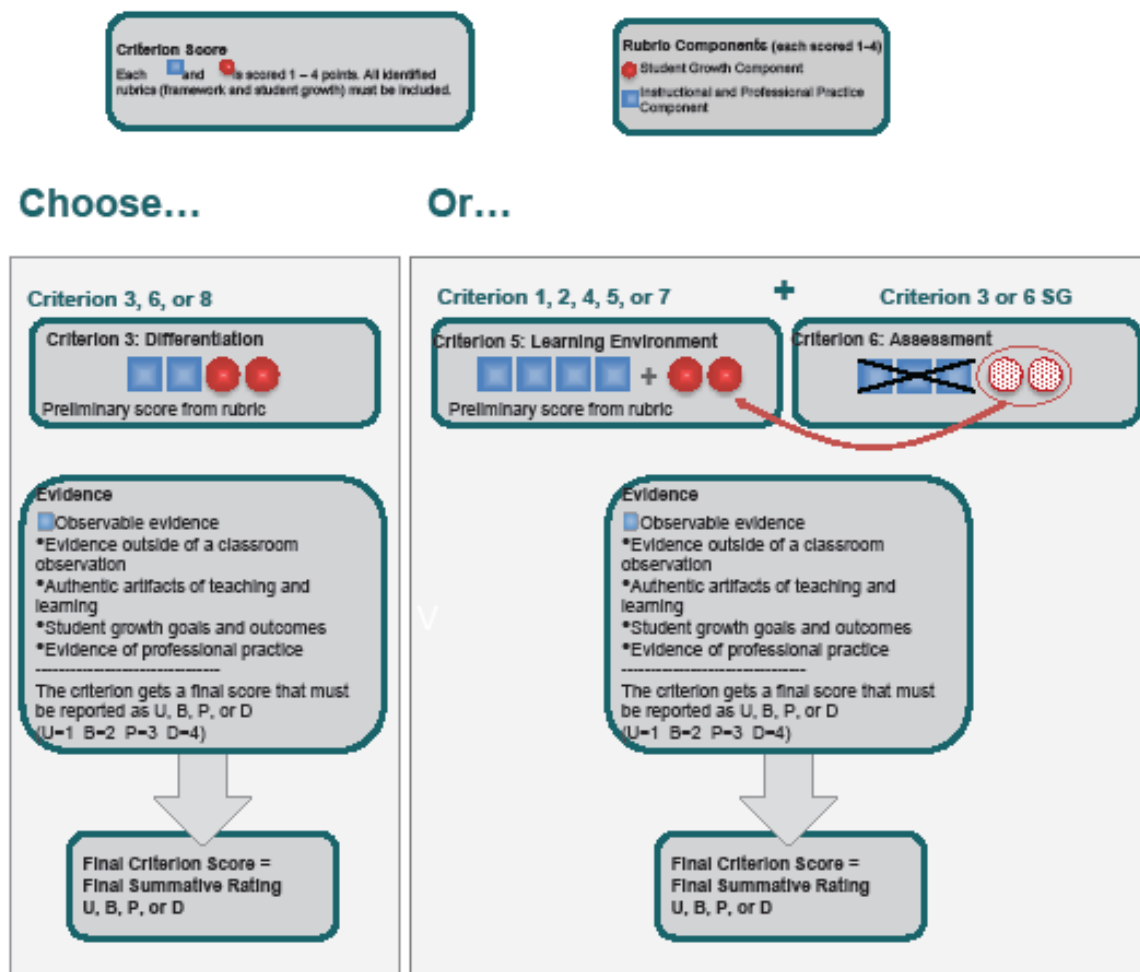 Criterion Score
Each and is scored 1 – 4 points. All identified
rubrics (framework and student growth) must be included.
Rubric Components (each scored 1-4)
Student Growth Component
Instructional and Professional Practice
Component
Choose...
Criterion 3, 6, or 8
Criterion 3: Differentiation
Preliminary score from rubric
Evidence
Observable evidence
*Evidence outside of a classroom
observation
*Authentic artifacts of teaching and
learning
*Student growth goals and outcomes
*Evidence of professional practice
--------------------------------
The criterion gets a final score that must
be reported as U, B, P, or D
(U=1 B=2 P=3 D=4)
Final Criterion Score =
Final Summative Rating
U, B, P, or D
Or...
Criterion 1, 2, 4, 5, or 7
+
Criterion 3 or 6 SG
Criterion 5: Learning Environment
+
Preliminary score from rubric
Criterion 6: Assessment
V
Evidence
Observable evidence
*Evidence outside of a classroom
observation
*Authentic artifacts of teaching and
learning
*Student growth goals and outcomes
*Evidence of professional practice
--------------------------------
The criterion gets a final score that must
be reported as U, B, P, or D
(U=1 B=2 P=3 D=4)
Final Criterion Score =
Final Summative Rating
U, B, P, or D